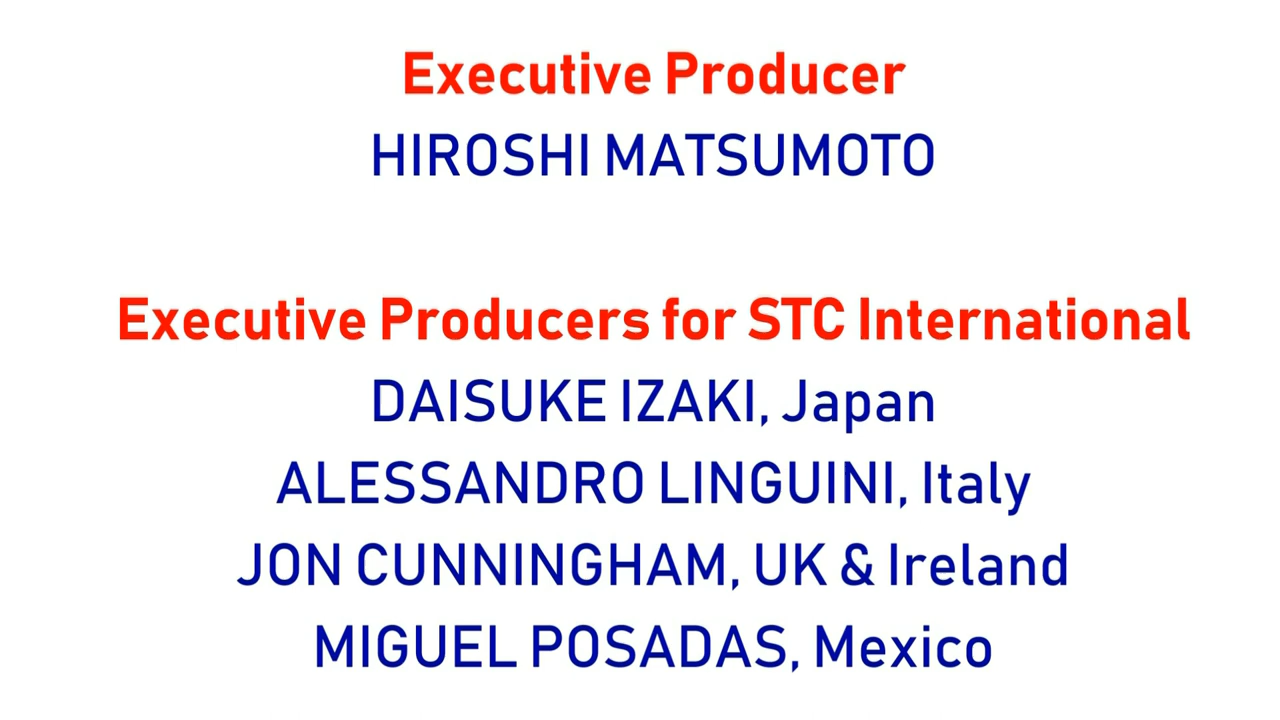 Executive Producer
HIROSHI MATSUMOTO
Executive Producers for STC International
DAISUKE IZAKI, Japan
ALESSANDRO LINGUINI, Italy
JON CUNNINGHAM, UK & Ireland
MIGUEL POSADAS, Mexico